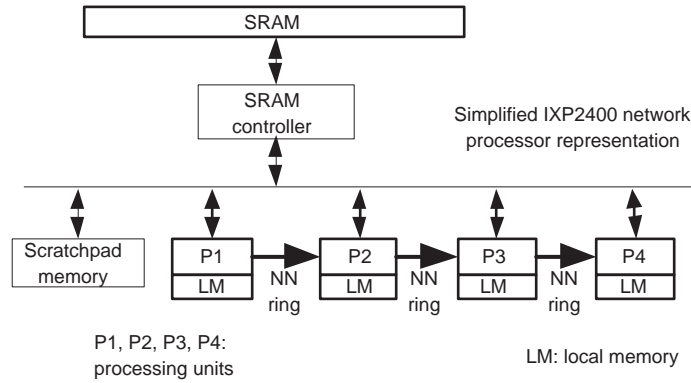 SRAM
SRAM
controller
Simplified IXP2400 network
processor representation
Scratchpad
memory
P1
P2
P3
P4
LM
LM
LM
LM
NN
ring
NN
ring
NN
ring
P1, P2, P3, P4:
processing units
LM: local memory